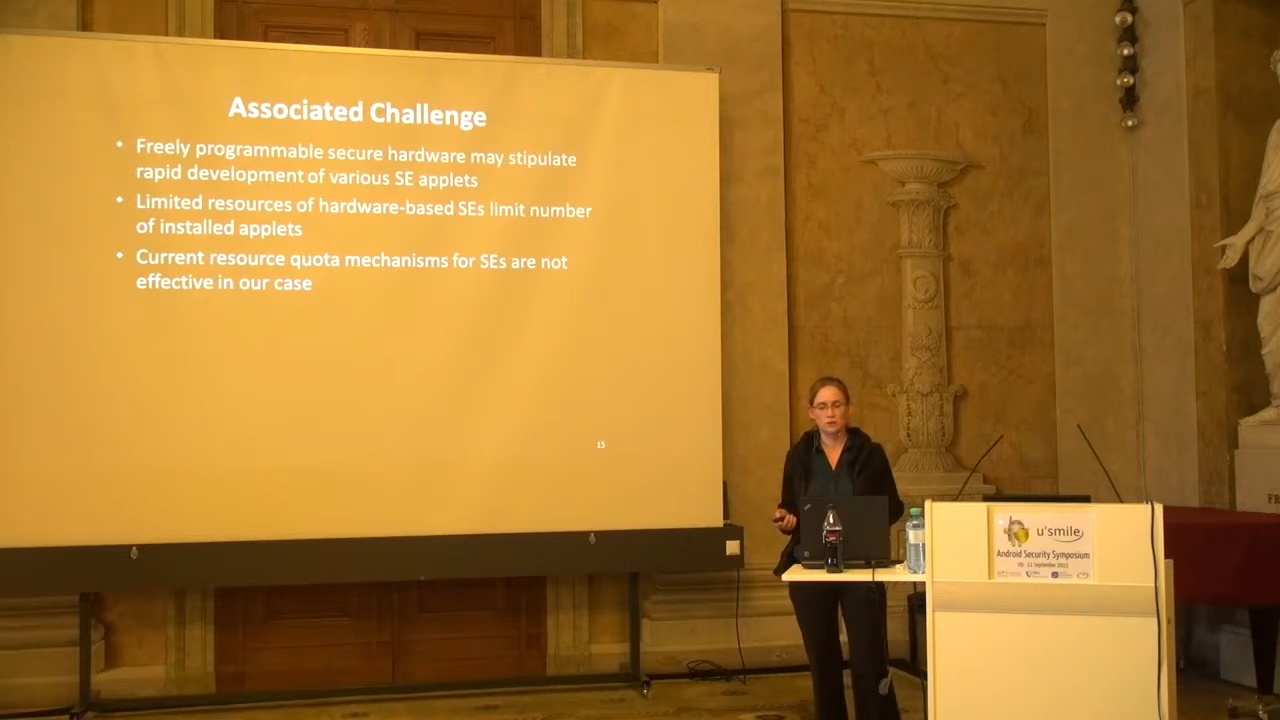 Associated Challenge
• Freely programmable secure hardware may stipulate
rapid development of various SE applets
• Limited resources of hardware-based SEs limit number
of installed applets
• Current resource quota mechanisms for SEs are not
effective in our case
15
u'smile
Android Security Symposium